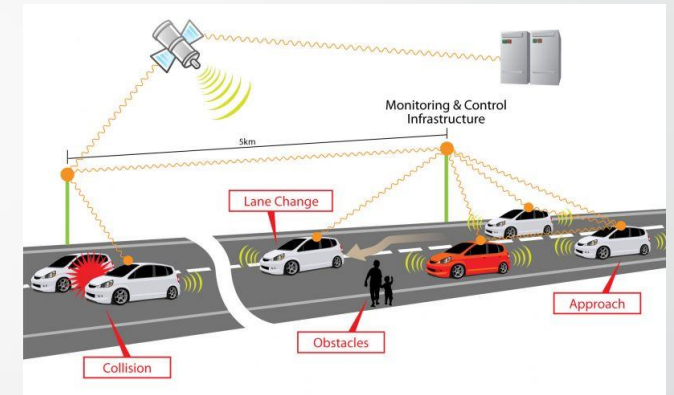 Monitoring & Control
Infrastructure
5km
Lane Change
Approach
Obstacles
Collision